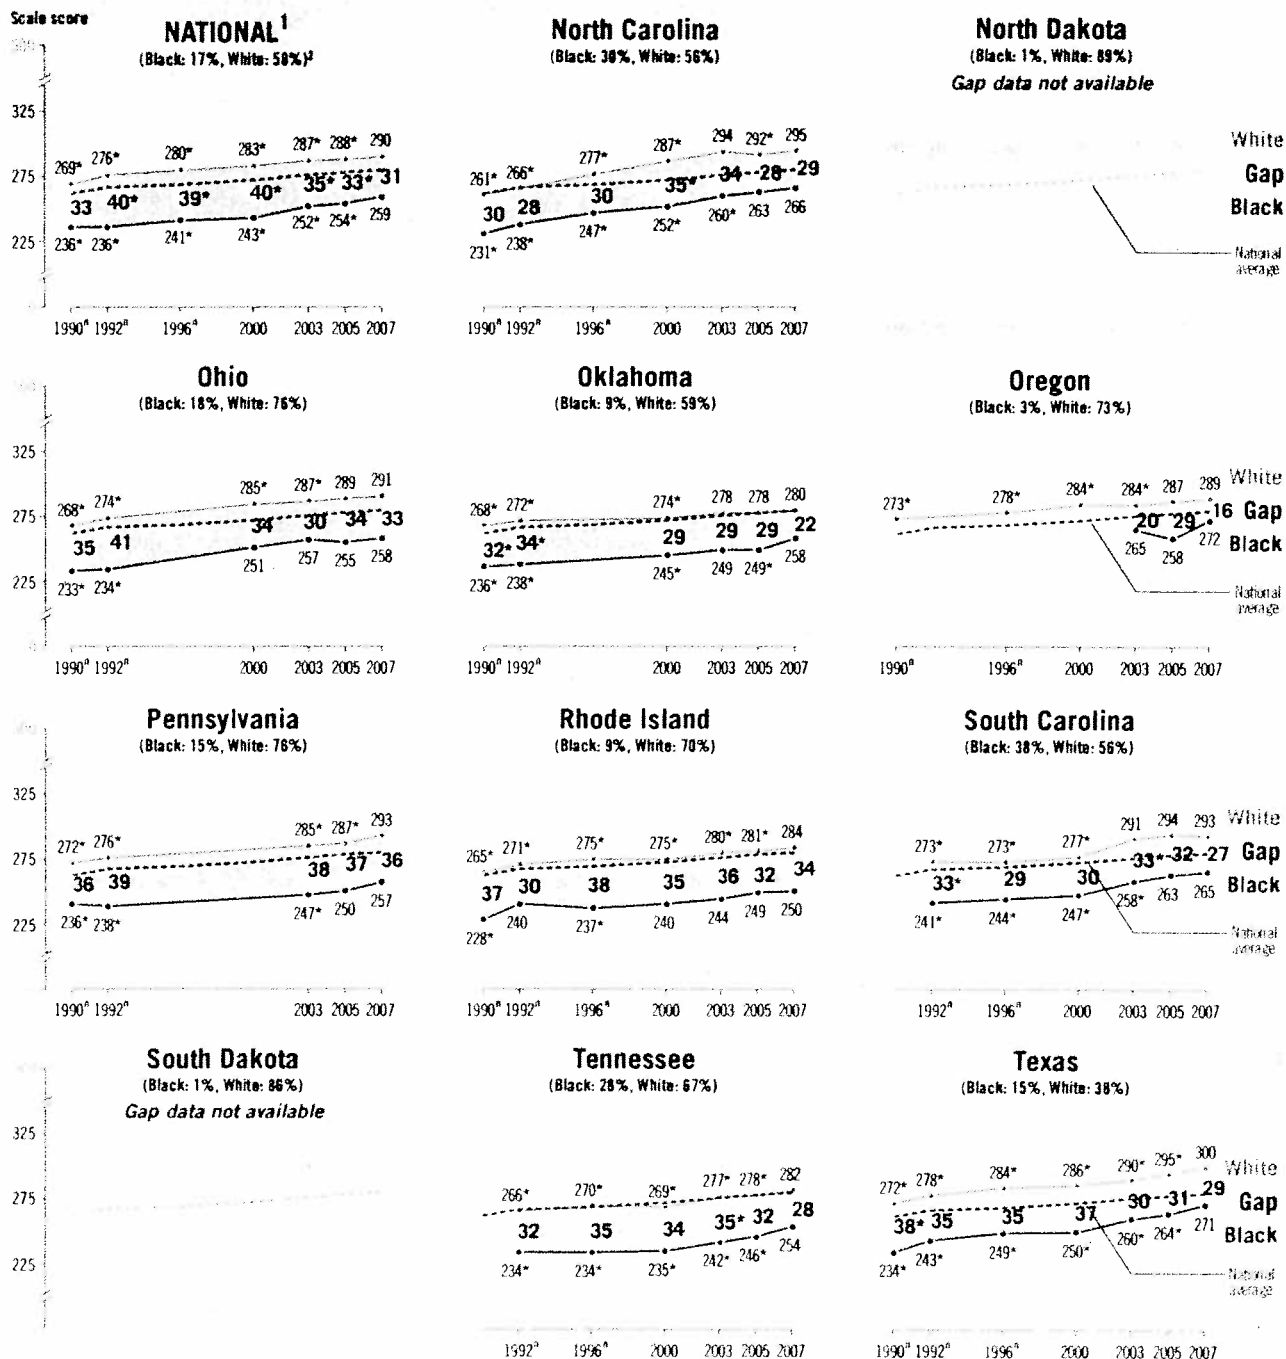 Scale score
NATIONAL¹ North Carolina North Dakota
(Black: 17%, White: 58%)² (Black: 30%, White: 56%) (Black: 1%, White: 89%)
Gap data not available
325
269* 276* 280* 283* 287* 288* 290
261* 266* 277* 287* 294 292* 295
White
275
33 40* 39* 40* 35* 33* 31
30 28 30 35* 34 28 29
Gap
Black
225
236* 236* 241* 243* 252* 254* 259
231* 238* 247* 252* 260* 263 266
National
average
1990ⁿ 1992ⁿ 1996ⁿ 2000 2003 2005 2007
1990ⁿ 1992ⁿ 1996ⁿ 2000 2003 2005 2007
Ohio Oklahoma Oregon
(Black: 18%, White: 76%) (Black: 9%, White: 59%) (Black: 3%, White: 73%)
325
268* 274* 285* 287* 289 291
268* 272* 274* 278 278 280
273* 278* 284* 284* 287 289
White
275
35 41 34 30 34 33
32* 34* 29 29 29 22
20 29 16 Gap
Black
225
233* 234* 251 257 255 258
236* 238* 245* 249 249* 258
265 258 272
National
average
1990ⁿ 1992ⁿ 2000 2003 2005 2007
1990ⁿ 1992ⁿ 2000 2003 2005 2007
1990ⁿ 1996ⁿ 2000 2003 2005 2007
Pennsylvania Rhode Island South Carolina
(Black: 15%, White: 76%) (Black: 9%, White: 70%) (Black: 38%, White: 56%)
325
272* 276* 285* 287* 293
265* 271* 275* 275* 280* 281* 284
273* 273* 277* 291 294 293
White
275
36 39 38 37 36
37 30 38 35 36 32 34
33* 29 30 33* 32 27 Gap
Black
225
236* 238* 247* 250 257
228* 240 237* 240 244 249 250
241* 244* 247* 258* 263 265
National
average
1990ⁿ 1992ⁿ 2003 2005 2007
1990ⁿ 1992ⁿ 1996ⁿ 2000 2003 2005 2007
1992ⁿ 1996ⁿ 2000 2003 2005 2007
South Dakota Tennessee Texas
(Black: 1%, White: 86%) (Black: 28%, White: 67%) (Black: 15%, White: 38%)
Gap data not available
325
266* 270* 269* 277* 278* 282
272* 278* 284* 286* 290* 295* 300
White
275
32 35 34 35* 32 28
38* 35 35 37 30 31 29
Gap
Black
225
234* 234* 235* 242* 246* 254
234* 243* 249* 250* 260* 264* 271
National
average
1992ⁿ 1996ⁿ 2000 2003 2005 2007
1990ⁿ 1992ⁿ 1996ⁿ 2000 2003 2005 2007